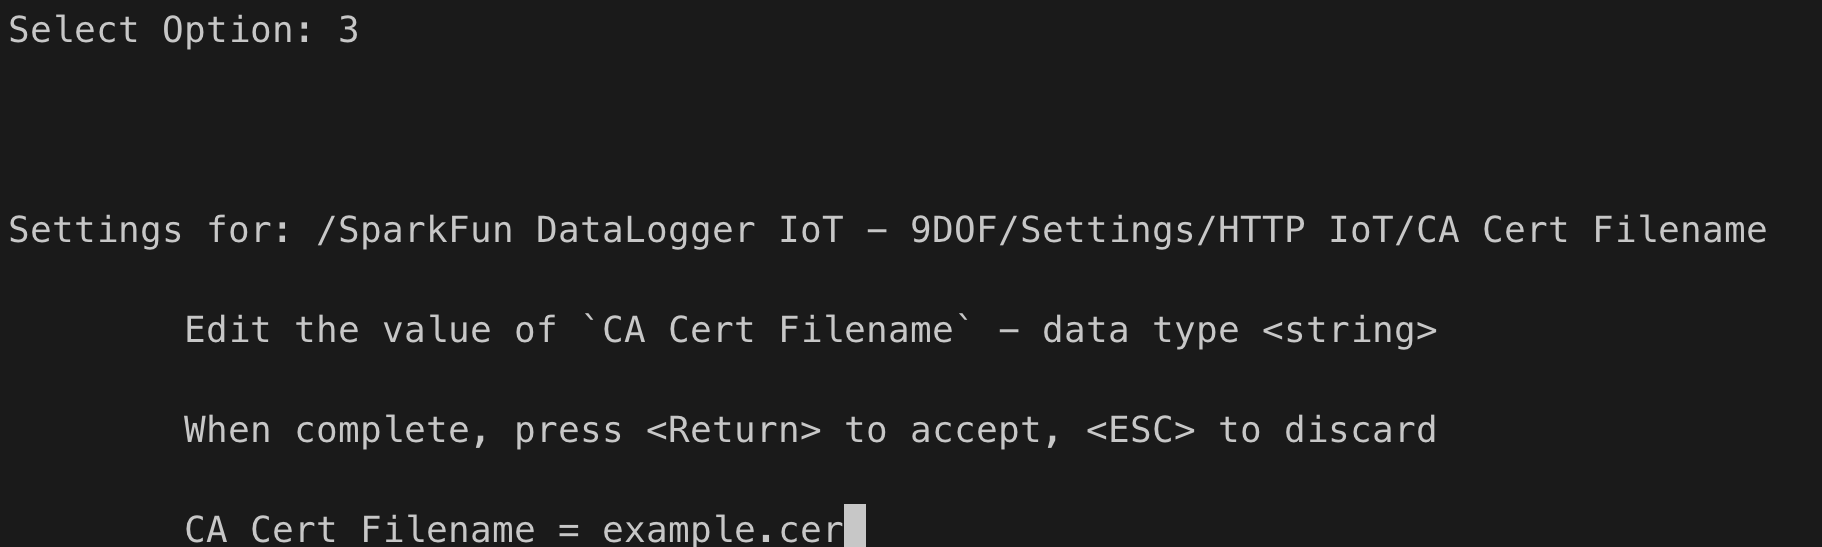 Select Option: 3
Settings for: /SparkFun DataLogger IoT – 9DOF/Settings/HTTP IoT/CA Cert Filename
Edit the value of `CA Cert Filename` – data type <string>
When complete, press <Return> to accept, <ESC> to discard
CA Cert Filename = example.cer